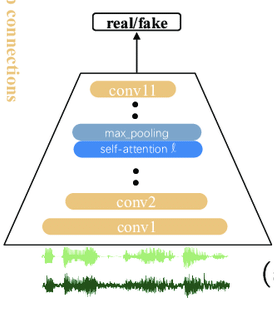 real/fake
conv11
max_pooling
self-attention ℓ
conv2
conv1
connections
(